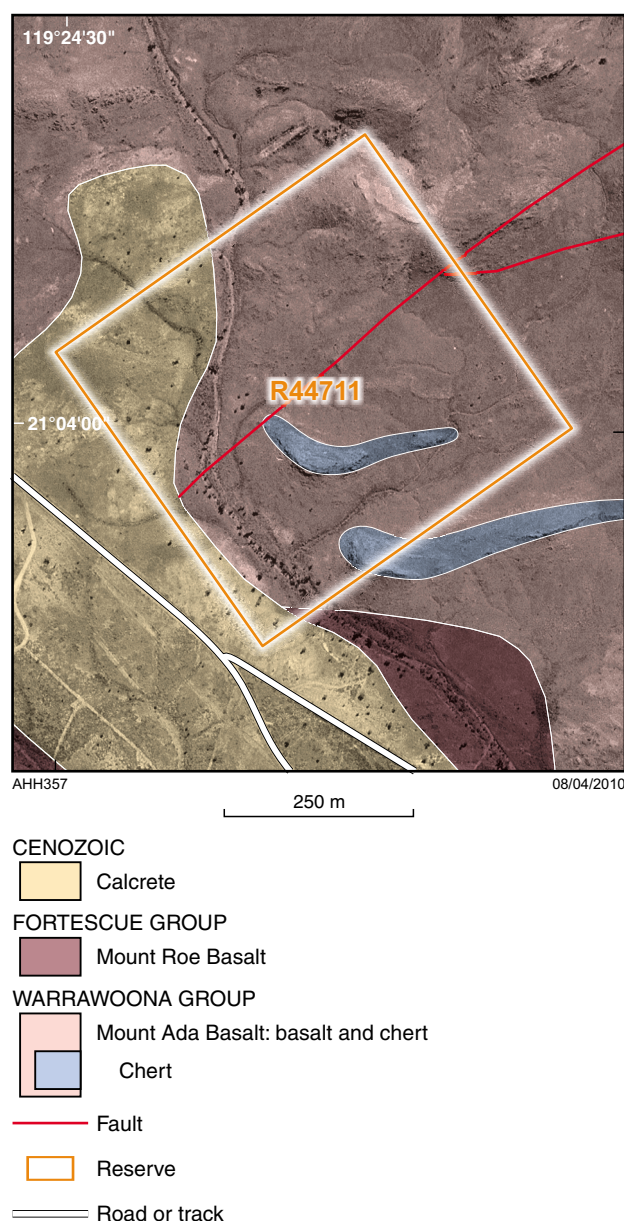 119°24'30"
R44711
21°04'00"
AHH357
08/04/2010
250 m
CENOZOIC
Calcrete
FORTESCUE GROUP
Mount Roe Basalt
WARRAWOONA GROUP
Mount Ada Basalt: basalt and chert
Chert
Fault
Reserve
Road or track